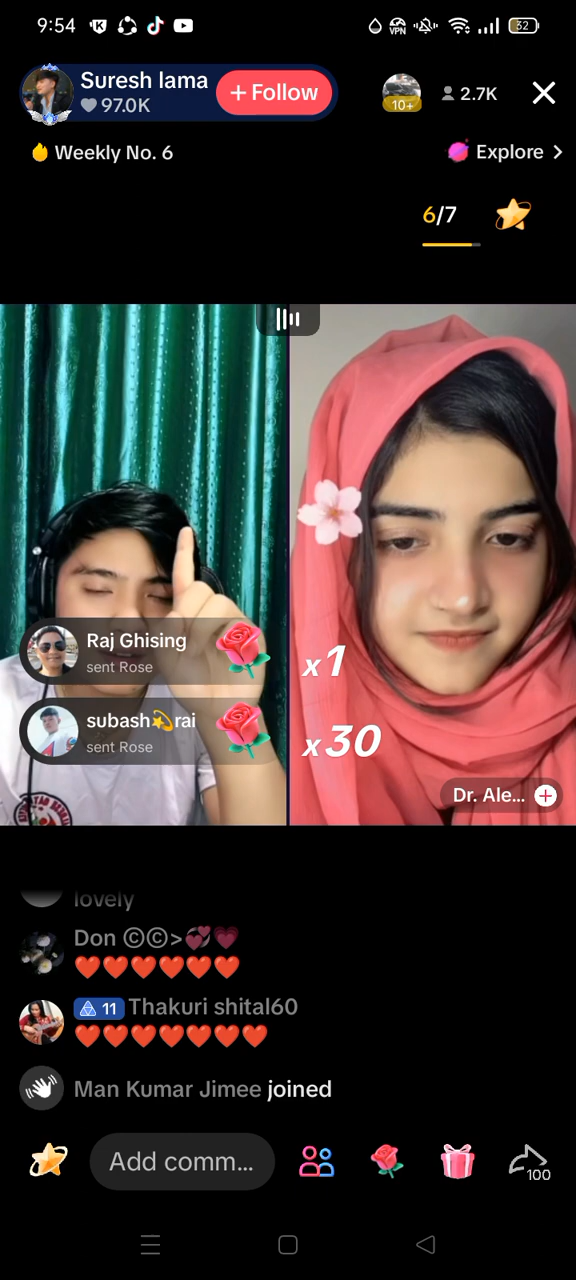 9:54
VPN
32
Suresh lama
97.0K
+ Follow
10+
2.7K
Weekly No. 6
Explore
6/7
Raj Ghising
sent Rose
x1
subash💫rai
sent Rose
x30
Dr. Ale...
lovely
Don ©©>💞💗
❤️❤️❤️❤️❤️❤️
11 Thakuri shital60
❤️❤️❤️❤️❤️❤️❤️
Man Kumar Jimee joined
Add comm...
100